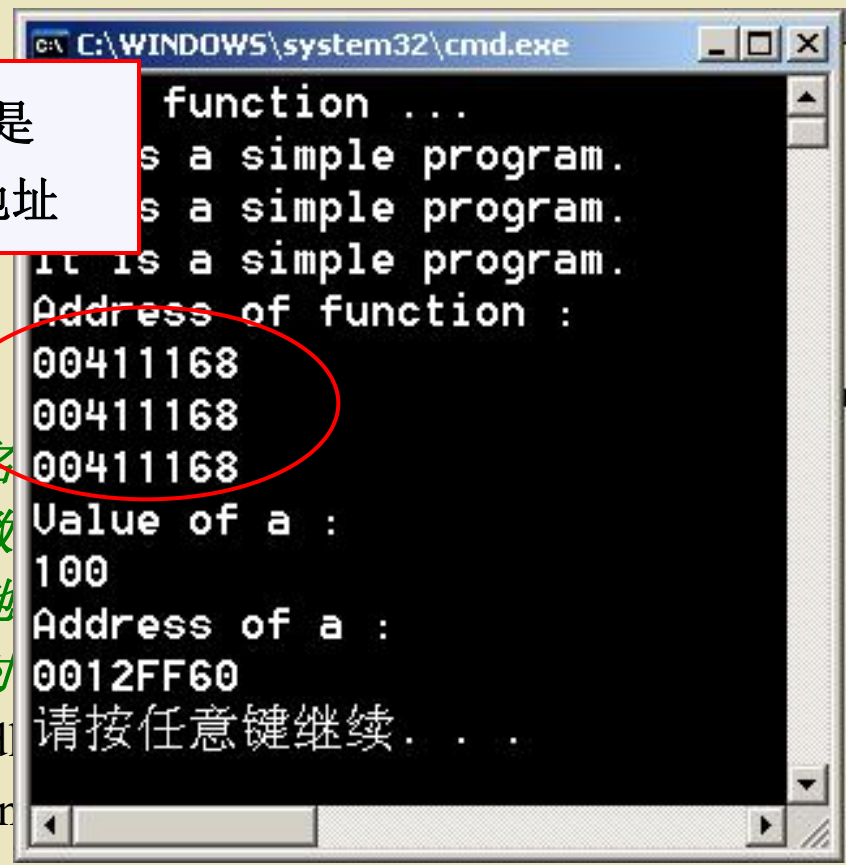 C:\WINDOWS\system32\cmd.exe
是
地址
function ...
s a simple program.
s a simple program.
It is a simple program.
Address of function :
00411168
00411168
00411168
Value of a :
100
Address of a :
0012FF60
请按任意键继续. . .